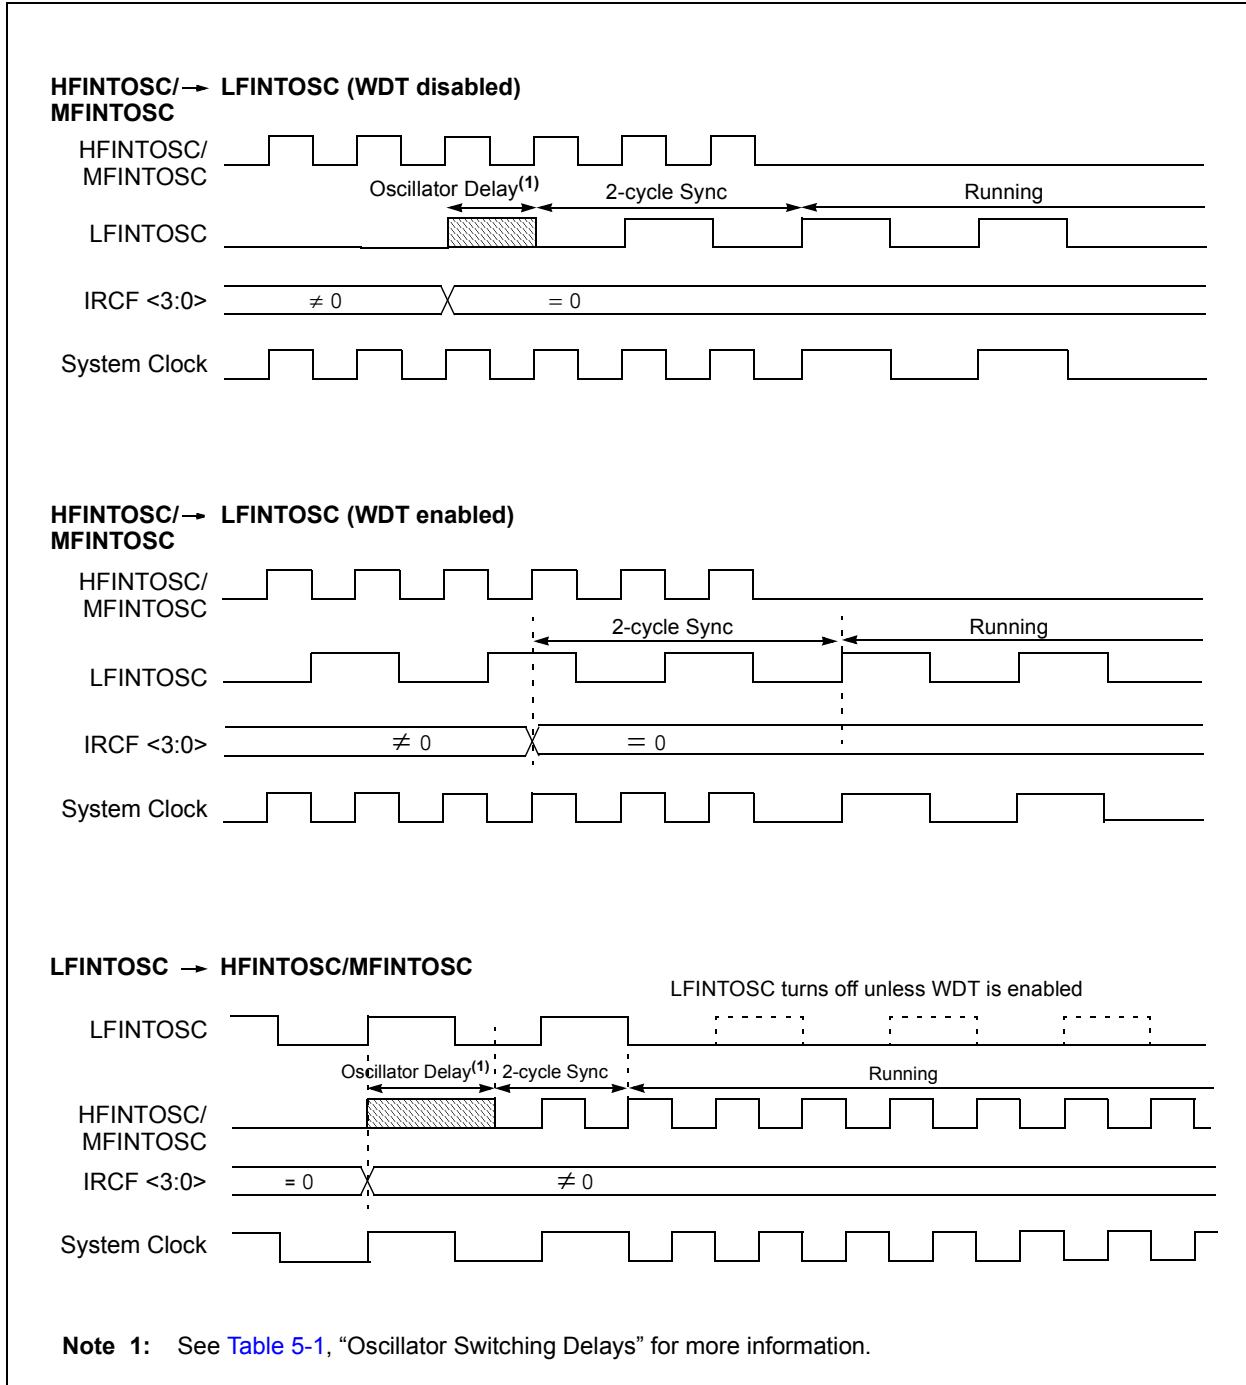 HFINTOSC/→ LFINTOSC (WDT disabled)
MFINTOSC
HFINTOSC/
MFINTOSC
Oscillator Delay(1)
2-cycle Sync
Running
LFINTOSC
IRCF <3:0>
≠ 0
= 0
System Clock
HFINTOSC/→ LFINTOSC (WDT enabled)
MFINTOSC
HFINTOSC/
MFINTOSC
2-cycle Sync
Running
LFINTOSC
IRCF <3:0>
≠ 0
= 0
System Clock
LFINTOSC → HFINTOSC/MFINTOSC
LFINTOSC turns off unless WDT is enabled
LFINTOSC
Oscillator Delay(1)
2-cycle Sync
Running
HFINTOSC/
MFINTOSC
IRCF <3:0>
= 0
≠ 0
System Clock
Note 1: See Table 5-1, “Oscillator Switching Delays” for more information.